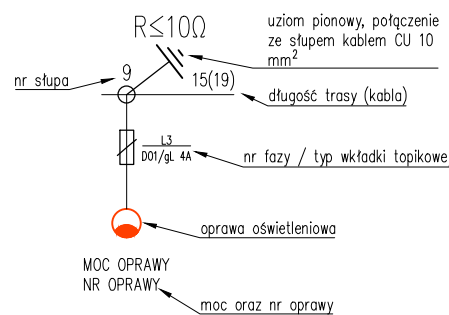 R≤10Ω
uziom pionowy, połączenie
ze słupem kablem CU 10
mm²
nr słupa
9
15(19)
długość trasy (kabla)
L3
D01/gL 4A
nr fazy / typ wkładki topikowe
oprawa oświetleniowa
MOC OPRAWY
NR OPRAWY
moc oraz nr oprawy